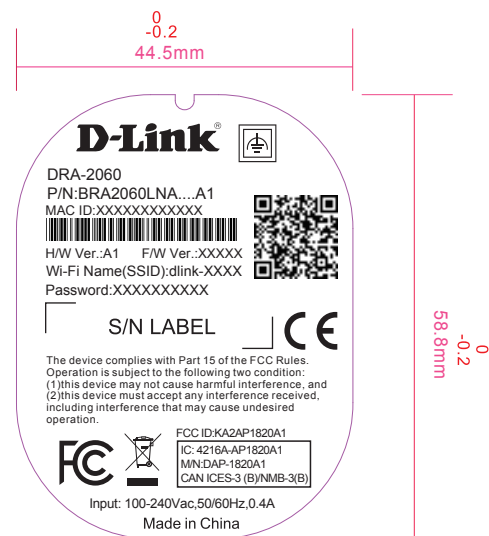 0
-0.2
44.5mm
D-Link®
DRA-2060
P/N:BRA2060LNA....A1
MAC ID:XXXXXXXXXXXX
H/W Ver.:A1 F/W Ver.:XXXXX
Wi-Fi Name(SSID):dlink-XXXX
Password:XXXXXXXXXX
S/N LABEL
CE
The device complies with Part 15 of the FCC Rules.
Operation is subject to the following two condition:
(1)this device may not cause harmful interference, and
(2)this device must accept any interference received,
including interference that may cause undesired
operation.
FC
FCC ID:KA2AP1820A1
IC: 4216A-AP1820A1
M/N:DAP-1820A1
CAN ICES-3 (B)/NMB-3(B)
Input: 100-240Vac,50/60Hz,0.4A
Made in China
0
-0.2
58.8mm